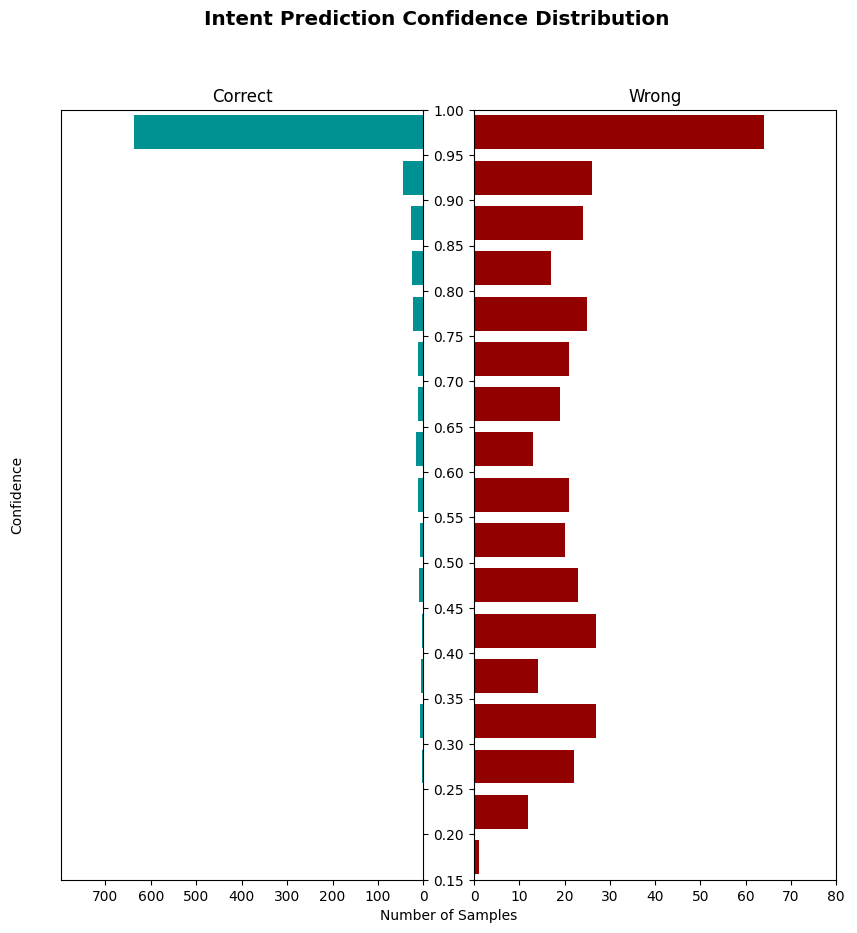 Intent Prediction Confidence Distribution
Correct
Wrong
1.00
0.95
0.90
0.85
0.80
0.75
0.70
0.65
0.60
0.55
0.50
0.45
0.40
0.35
0.30
0.25
0.20
0.15
Confidence
700 600 500 400 300 200 100 0
0 10 20 30 40 50 60 70 80
Number of Samples